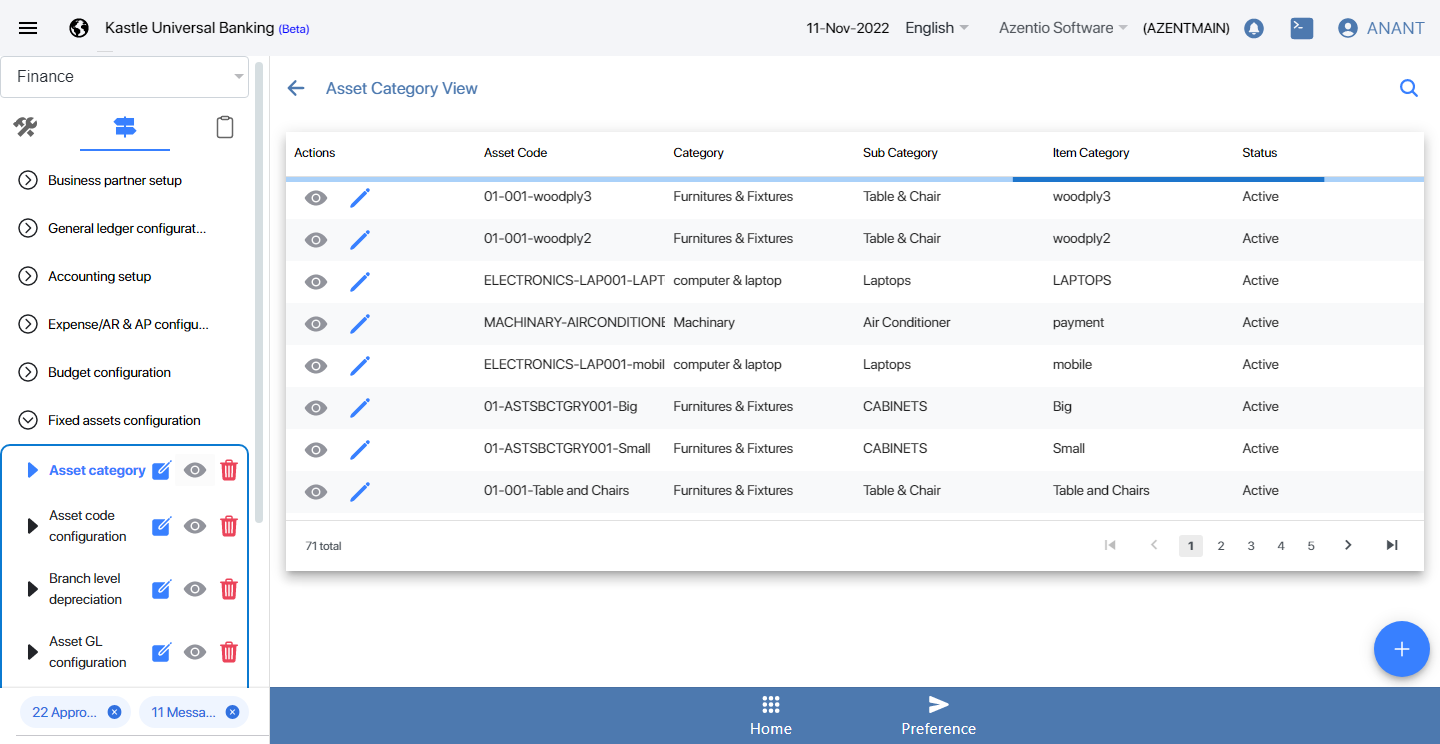 Kastle Universal Banking (Beta) 11-Nov-2022 English Azentio Software (AZENTMAIN) >_ ANANT
Finance
Business partner setup
General ledger configurat...
Accounting setup
Expense/AR & AP configu...
Budget configuration
Fixed assets configuration
Asset category
Asset code
configuration
Branch level
depreciation
Asset GL
configuration
22 Appro... 11 Messa...
Asset Category View
Actions Asset Code Category Sub Category Item Category Status
01-001-woodply3 Furnitures & Fixtures Table & Chair woodply3 Active
01-001-woodply2 Furnitures & Fixtures Table & Chair woodply2 Active
ELECTRONICS-LAP001-LAPT computer & laptop Laptops LAPTOPS Active
MACHINARY-AIRCONDITIONE Machinary Air Conditioner payment Active
ELECTRONICS-LAP001-mobil computer & laptop Laptops mobile Active
01-ASTSBCTGRY001-Big Furnitures & Fixtures CABINETS Big Active
01-ASTSBCTGRY001-Small Furnitures & Fixtures CABINETS Small Active
01-001-Table and Chairs Furnitures & Fixtures Table & Chair Table and Chairs Active
71 total 1 2 3 4 5
Home Preference